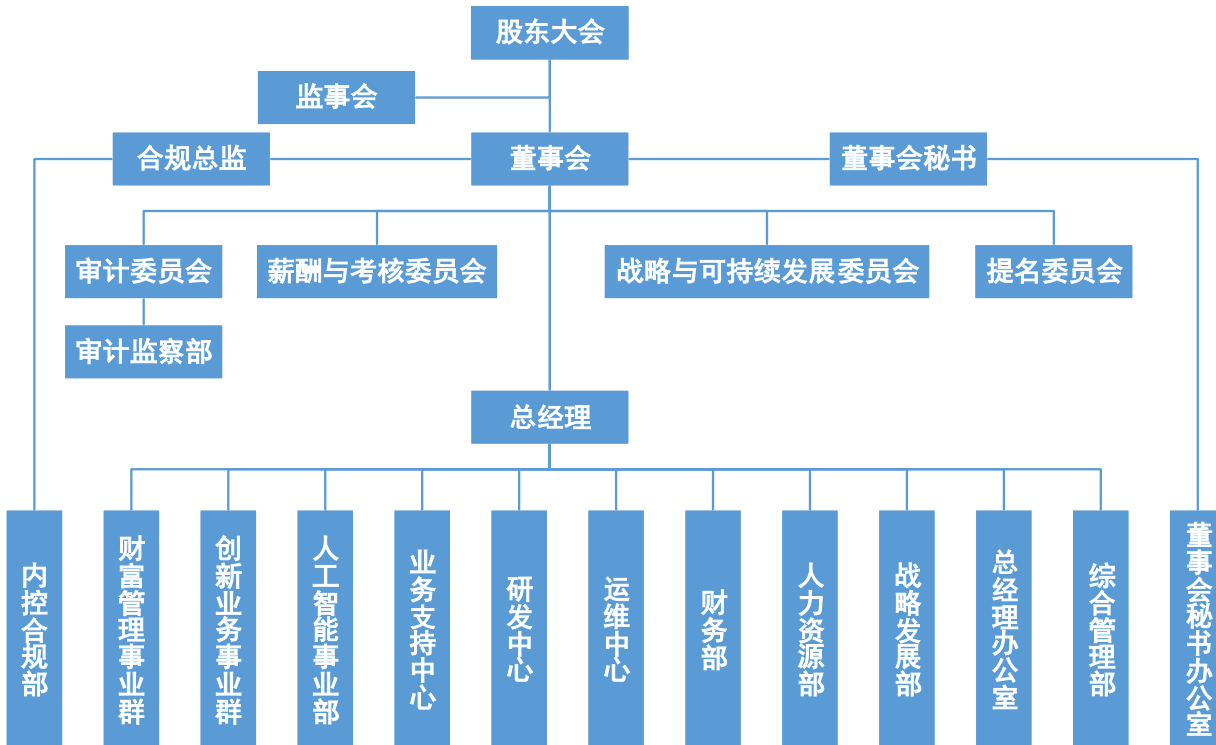 股东大会
监事会
合规总监
董事会
董事会秘书
审计委员会
薪酬与考核委员会
战略与可持续发展委员会
提名委员会
审计监察部
总经理
内控合规部
财富管理事业群
创新业务事业群
人工智能事业部
业务支持中心
研发中心
运维中心
财务部
人力资源部
战略发展部
总经理办公室
综合管理部
董事会秘书办公室